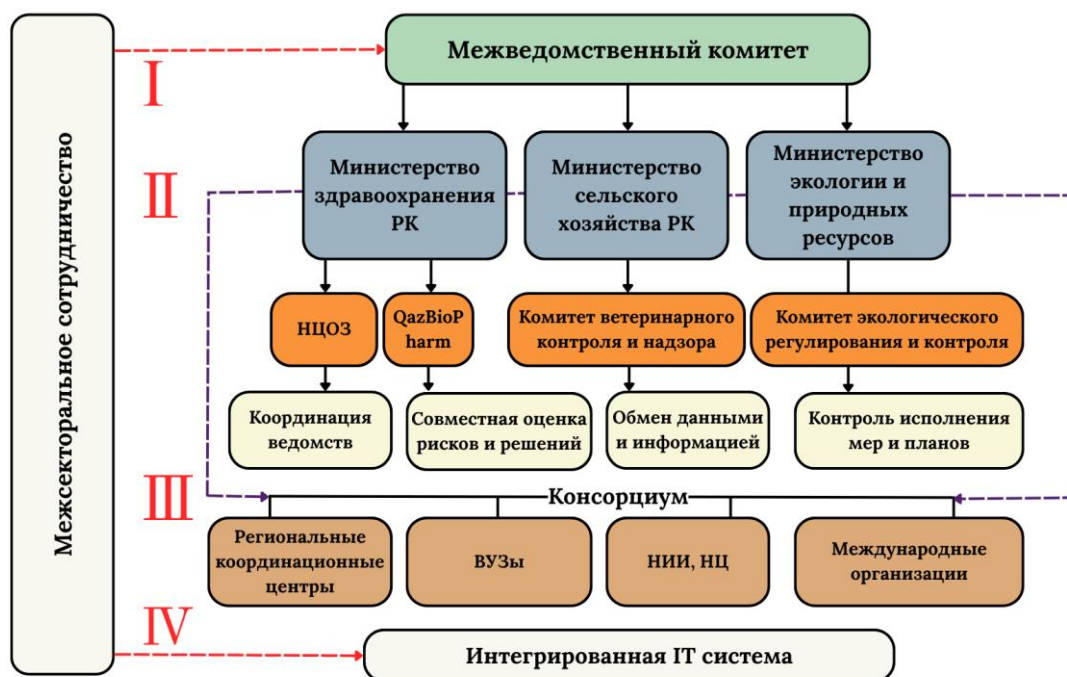 Межсекторальное сотрудничество
I
Межведомственный комитет
II
Министерство
здравоохранения
РК
Министерство
сельского
хозяйства РК
Министерство
экологии и
природных
ресурсов
НЦОЗ
QazBioP
harm
Комитет ветеринарного
контроля и надзора
Комитет экологического
регулирования и контроля
Координация
ведомств
Совместная оценка
рисков и решений
Обмен данными
и информацией
Контроль исполнения
мер и планов
III
Консорциум
Региональные
координационные
центры
ВУЗы
НИИ, НЦ
Международные
организации
IV
Интегрированная IT система